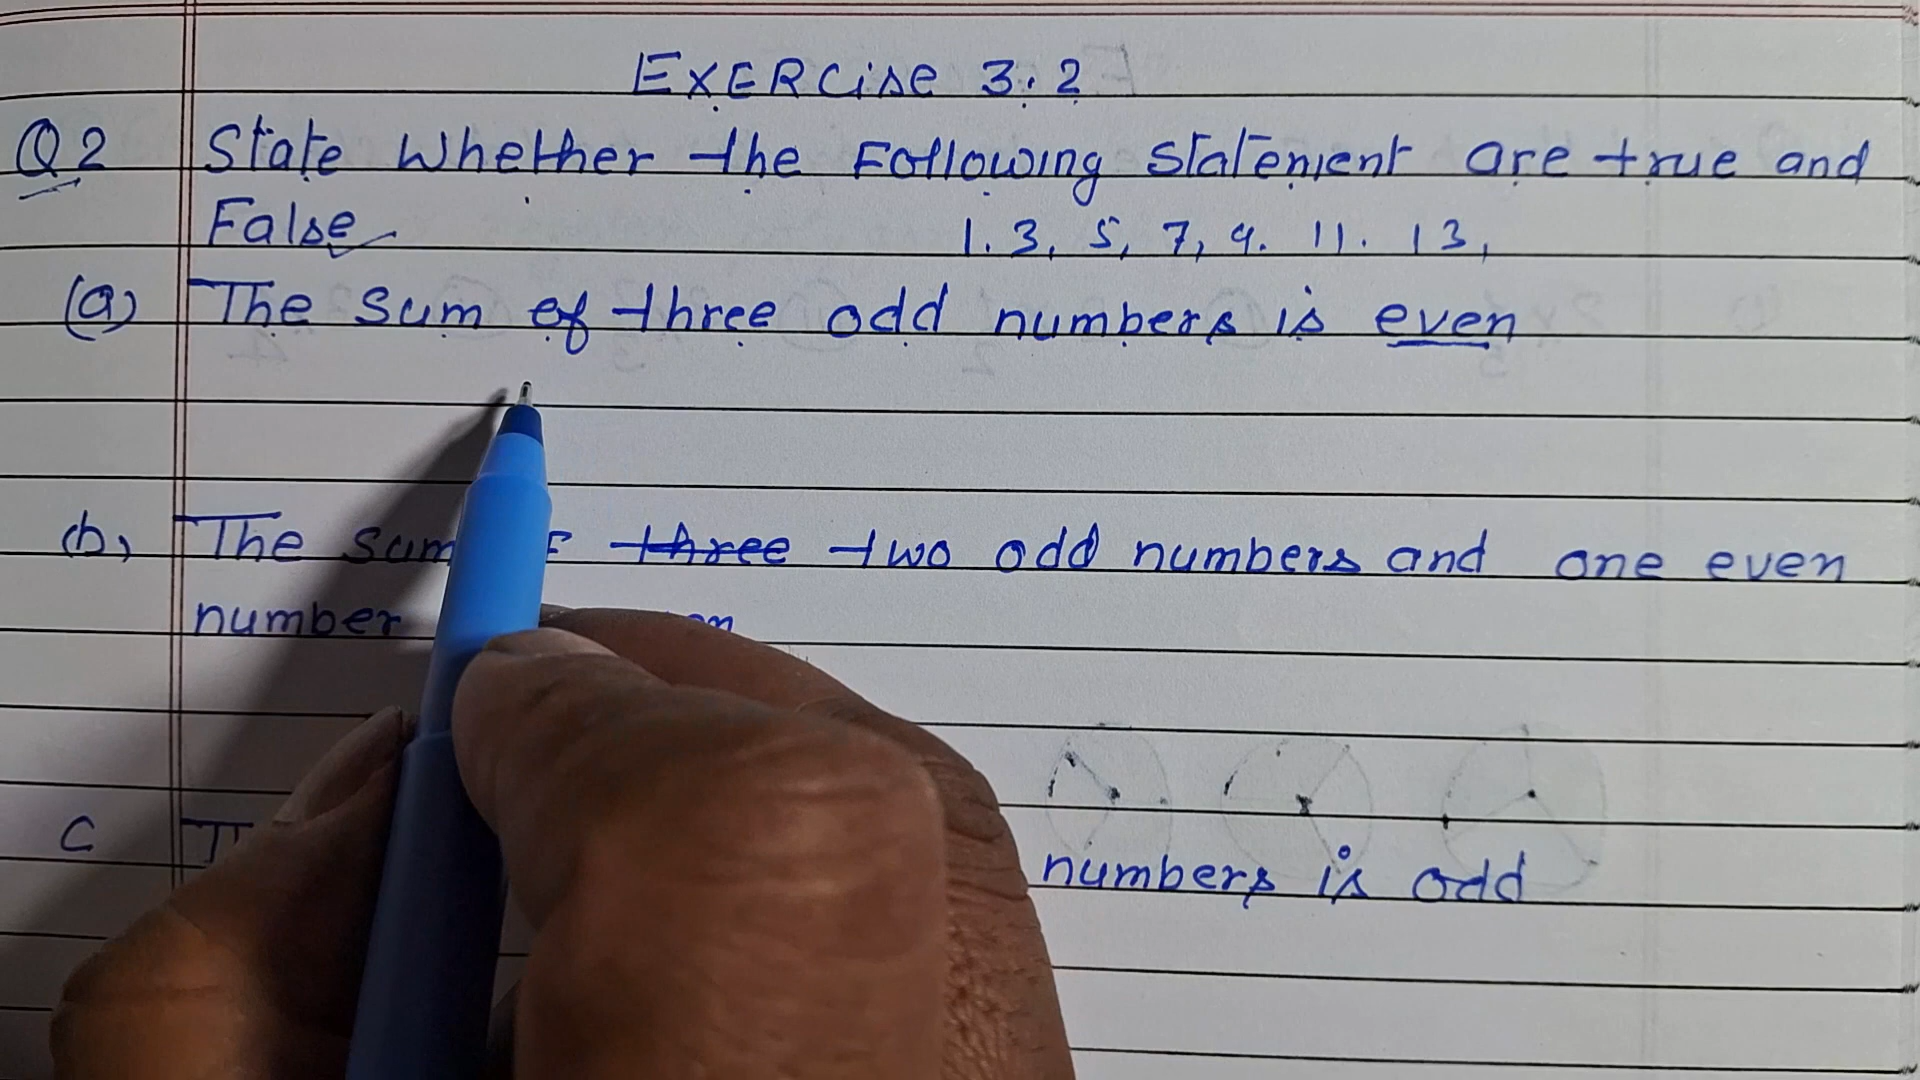 EXERCise 3.2
Q2 State whether the Following statement are true and
False
1. 3, 5, 7, 9. 11. 13,
(a) The Sum of three odd numbers is even
(b) The sum three two odd numbers and one even
number
C numbers is odd